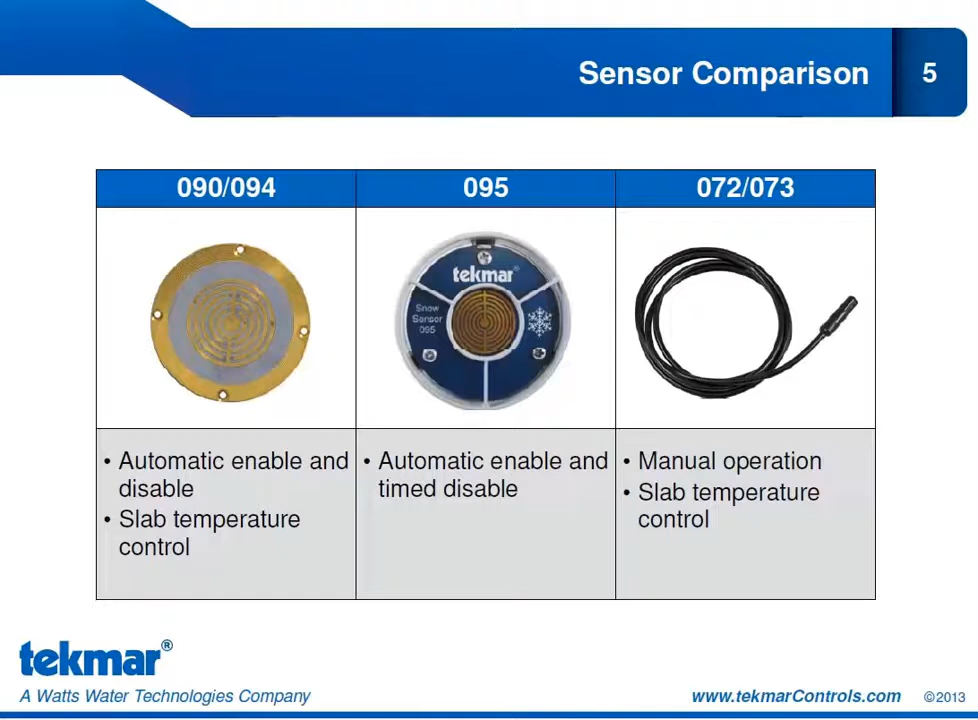 Sensor Comparison 5
090/094 095 072/073
tekmar®
Snow
Sensor
095
• Automatic enable and
disable
• Slab temperature
control
• Automatic enable and
timed disable
• Manual operation
• Slab temperature
control
tekmar®
A Watts Water Technologies Company
www.tekmarControls.com ©2013